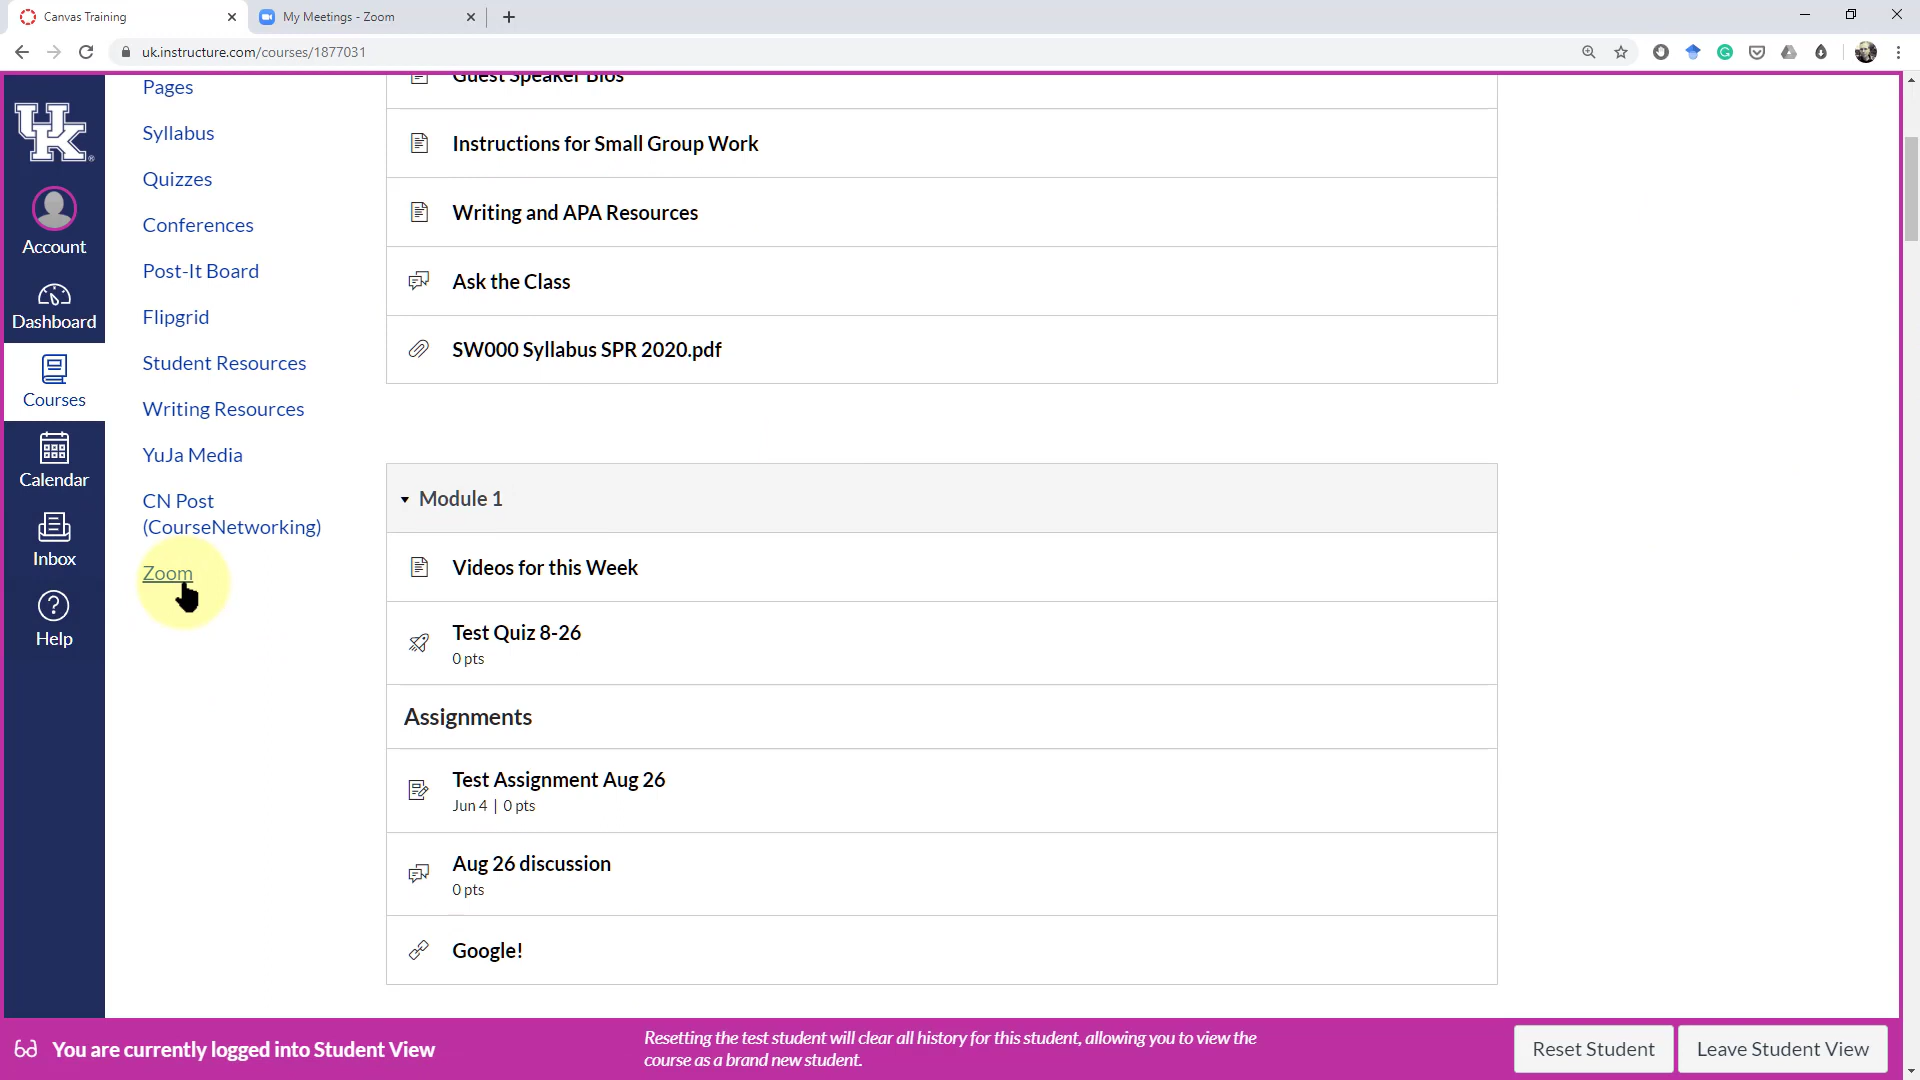 Canvas Training
My Meetings - Zoom
uk.instructure.com/courses/1877031
UK
Account
Dashboard
Courses
Calendar
Inbox
Help
Pages
Syllabus
Quizzes
Conferences
Post-It Board
Flipgrid
Student Resources
Writing Resources
YuJa Media
CN Post
(CourseNetworking)
Zoom
Guest Speaker Bios
Instructions for Small Group Work
Writing and APA Resources
Ask the Class
SW000 Syllabus SPR 2020.pdf
Module 1
Videos for this Week
Test Quiz 8-26
0 pts
Assignments
Test Assignment Aug 26
Jun 4 | 0 pts
Aug 26 discussion
0 pts
Google!
You are currently logged into Student View
Resetting the test student will clear all history for this student, allowing you to view the
course as a brand new student.
Reset Student
Leave Student View